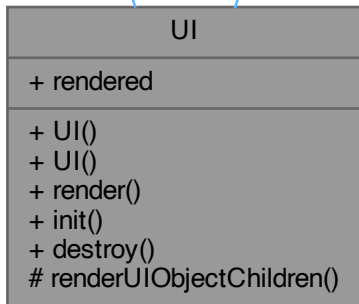 UI
+ rendered
+ UI()
+ UI()
+ render()
+ init()
+ destroy()
# renderUIObjectChildren()